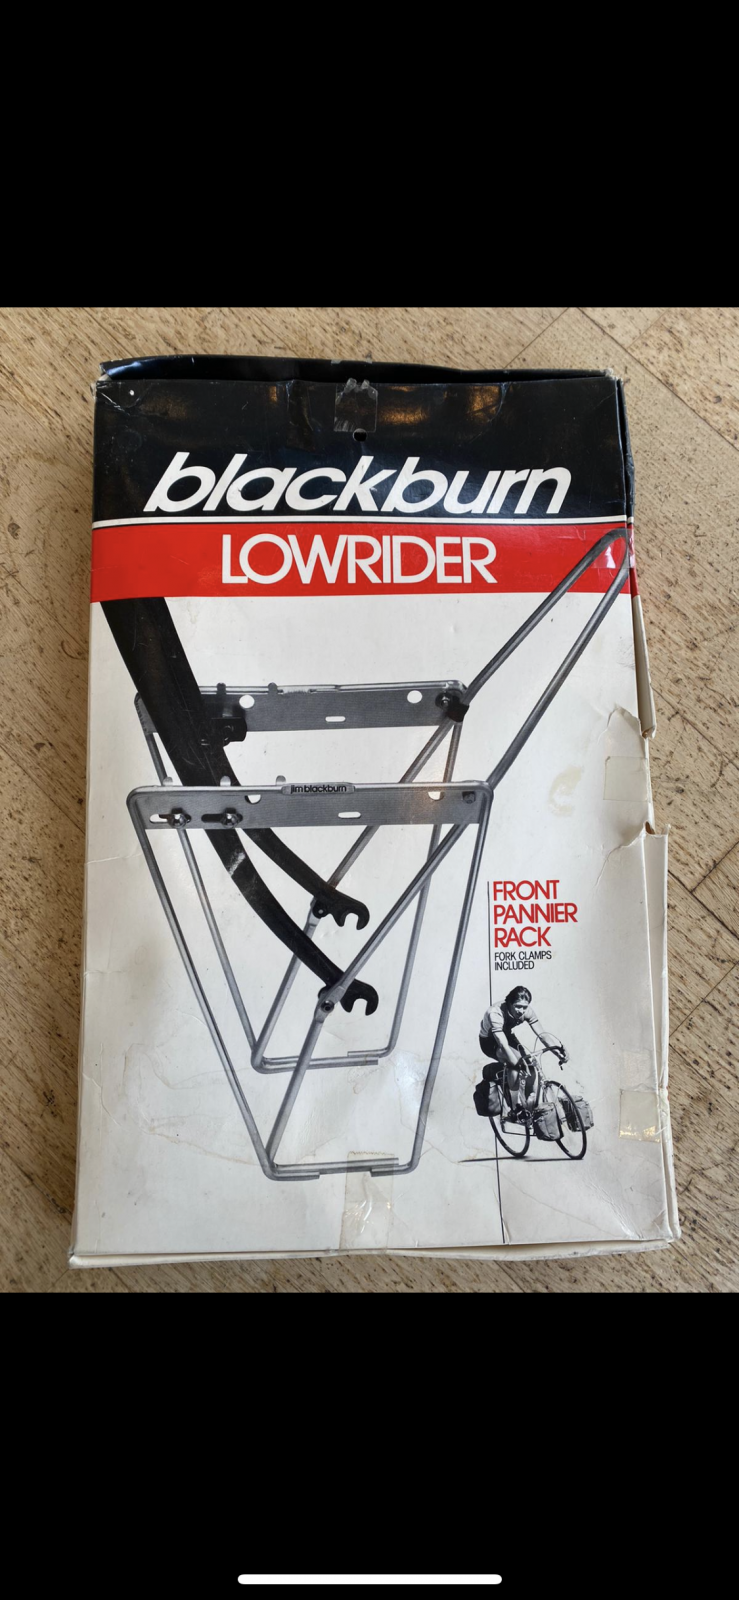 blackburn
LOWRIDER
jim blackburn
FRONT
PANNIER
RACK
FORK CLAMPS
INCLUDED